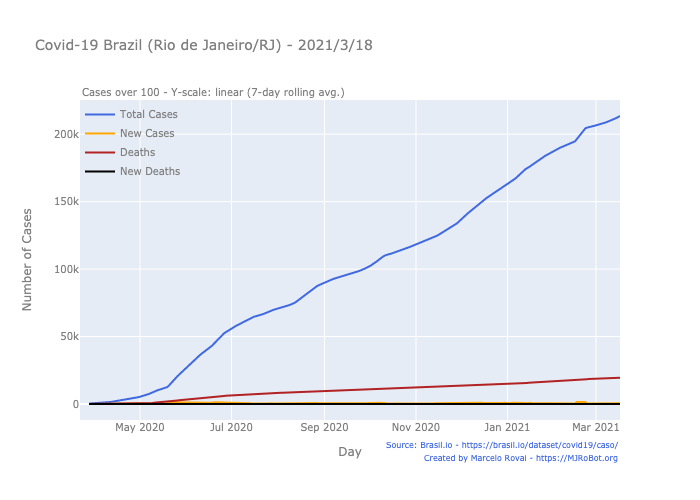 Covid-19 Brazil (Rio de Janeiro/RJ) - 2021/3/18
Cases over 100 - Y-scale: linear (7-day rolling avg.)
Total Cases
New Cases
Deaths
New Deaths
200k
150k
100k
50k
0
Number of Cases
May 2020
Jul 2020
Sep 2020
Nov 2020
Jan 2021
Mar 2021
Day
Source: Brasil.io - https://brasil.io/dataset/covid19/caso/
Created by Marcelo Rovai - https://MJRoBot.org